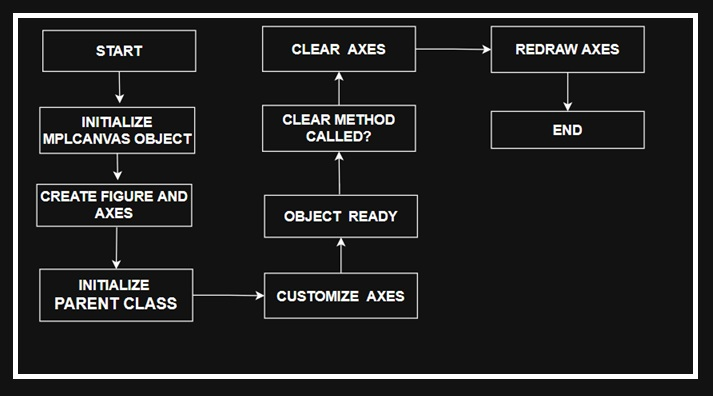 START
INITIALIZE
MPLCANVAS OBJECT
CREATE FIGURE AND
AXES
INITIALIZE
PARENT CLASS
CUSTOMIZE AXES
OBJECT READY
CLEAR METHOD
CALLED?
CLEAR AXES
REDRAW AXES
END